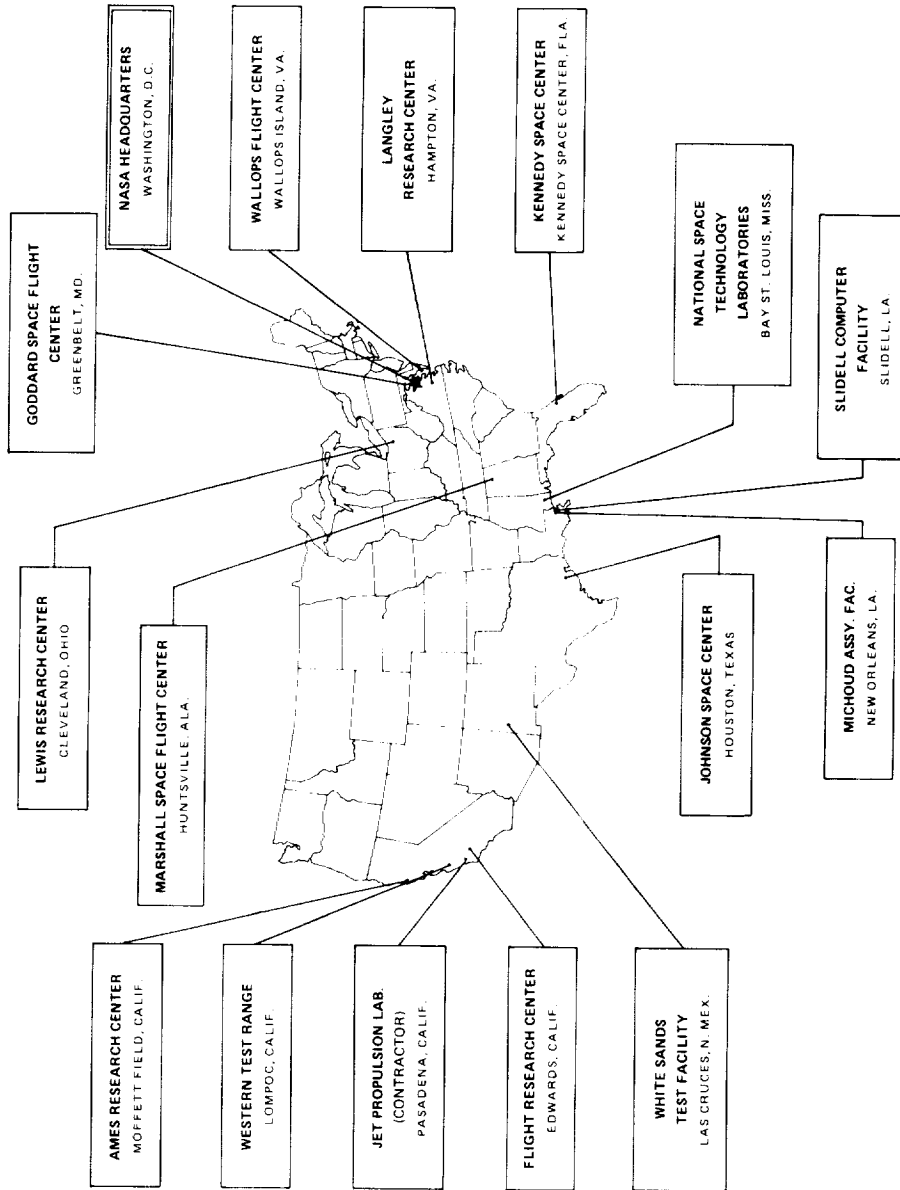 AMES RESEARCH CENTER
MOFFETT FIELD, CALIF.
WESTERN TEST RANGE
LOMPOC, CALIF.
JET PROPULSION LAB.
(CONTRACTOR)
PASADENA, CALIF.
FLIGHT RESEARCH CENTER
EDWARDS, CALIF.
WHITE SANDS
TEST FACILITY
LAS CRUCES, N. MEX.
LEWIS RESEARCH CENTER
CLEVELAND, OHIO
MARSHALL SPACE FLIGHT CENTER
HUNTSVILLE, ALA.
GODDARD SPACE FLIGHT
CENTER
GREENBELT, MD.
NASA HEADQUARTERS
WASHINGTON, D.C.
WALLOPS FLIGHT CENTER
WALLOPS ISLAND, VA.
LANGLEY
RESEARCH CENTER
HAMPTON, VA.
KENNEDY SPACE CENTER
KENNEDY SPACE CENTER, FLA.
NATIONAL SPACE
TECHNOLOGY
LABORATORIES
BAY ST. LOUIS, MISS.
SLIDELL COMPUTER
FACILITY
SLIDELL, LA.
JOHNSON SPACE CENTER
HOUSTON, TEXAS
MICHOUD ASSY. FAC.
NEW ORLEANS, LA.